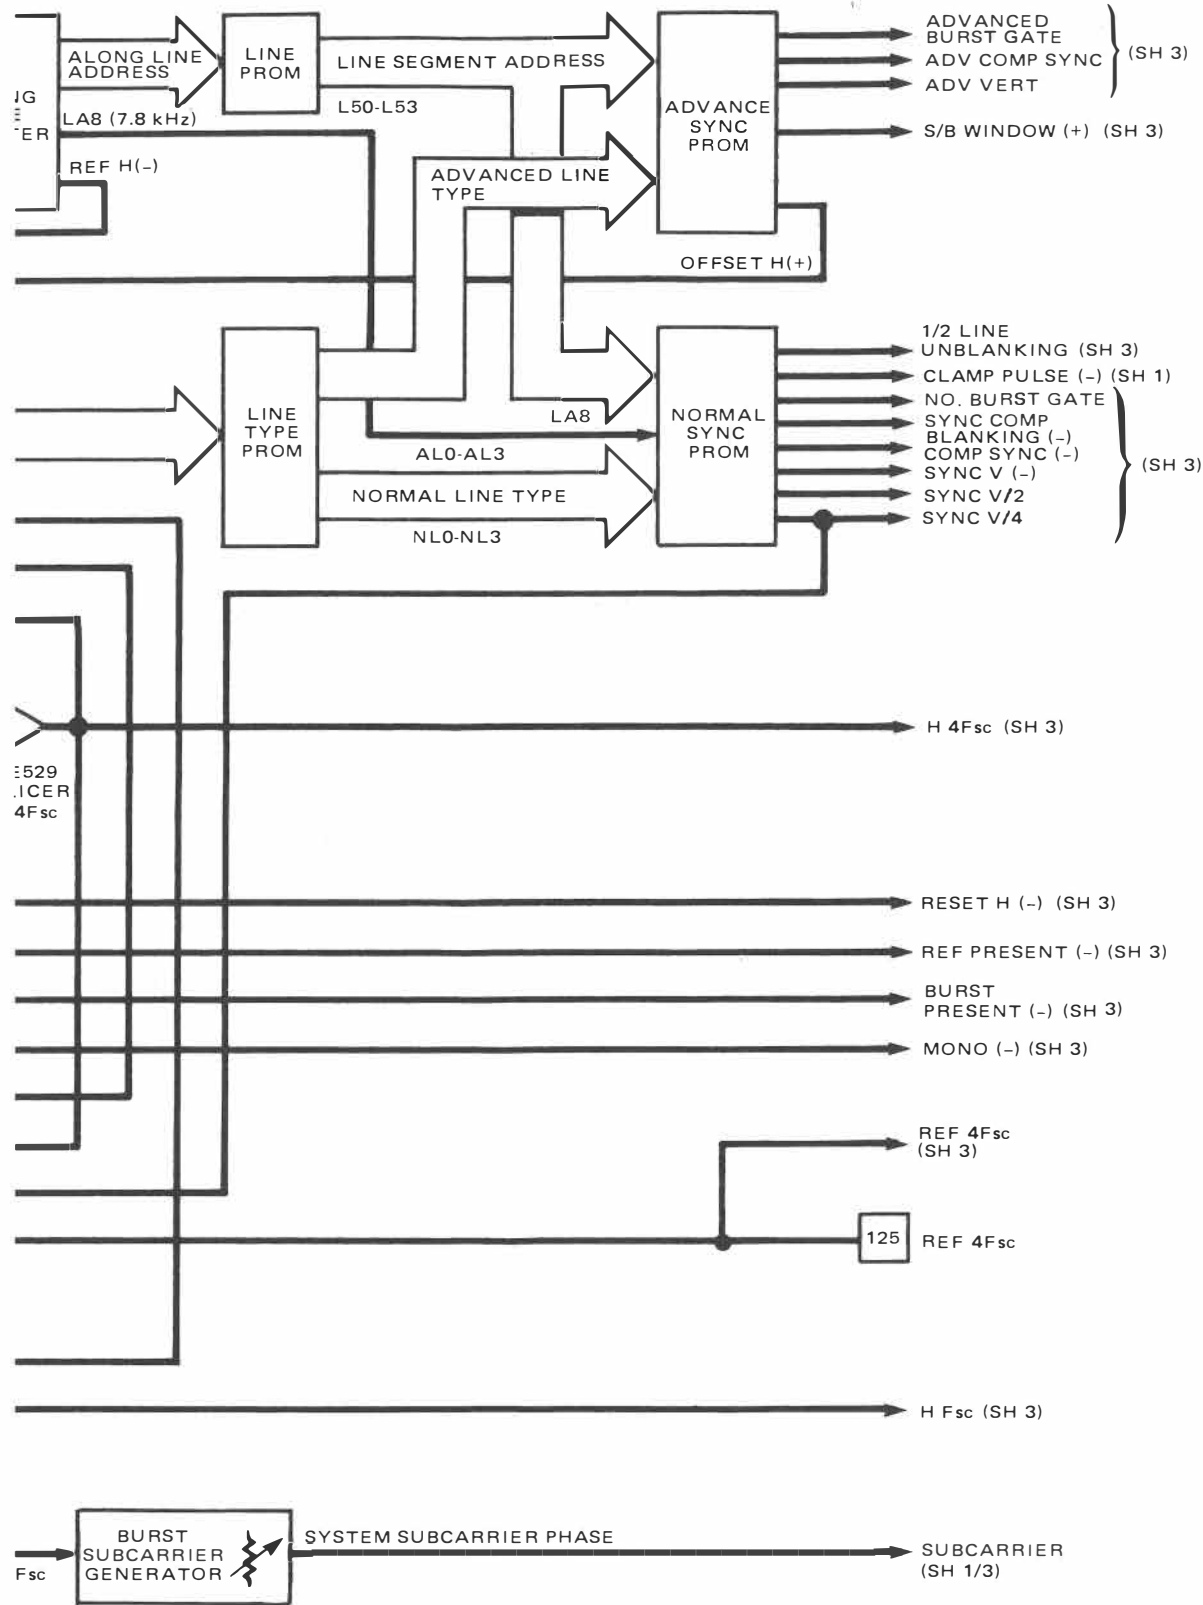 ALONG LINE
ADDRESS
LA8 (7.8 kHz)
REF H(-)
LINE
PROM
LINE SEGMENT ADDRESS
L50-L53
ADVANCED LINE
TYPE
ADVANCE
SYNC
PROM
ADVANCED
BURST GATE
ADV COMP SYNC
ADV VERT
(SH 3)
S/B WINDOW (+) (SH 3)
OFFSET H(+)
LINE
TYPE
PROM
LA8
AL0-AL3
NORMAL LINE TYPE
NL0-NL3
NORMAL
SYNC
PROM
1/2 LINE
UNBLANKING (SH 3)
CLAMP PULSE (-) (SH 1)
NO. BURST GATE
SYNC COMP
BLANKING (-)
COMP SYNC (-)
SYNC V (-)
SYNC V/2
SYNC V/4
(SH 3)
H 4Fsc (SH 3)
E529
LICER
4Fsc
RESET H (-) (SH 3)
REF PRESENT (-) (SH 3)
BURST
PRESENT (-) (SH 3)
MONO (-) (SH 3)
REF 4Fsc
(SH 3)
125
REF 4Fsc
H Fsc (SH 3)
Fsc
BURST
SUBCARRIER
GENERATOR
SYSTEM SUBCARRIER PHASE
SUBCARRIER
(SH 1/3)